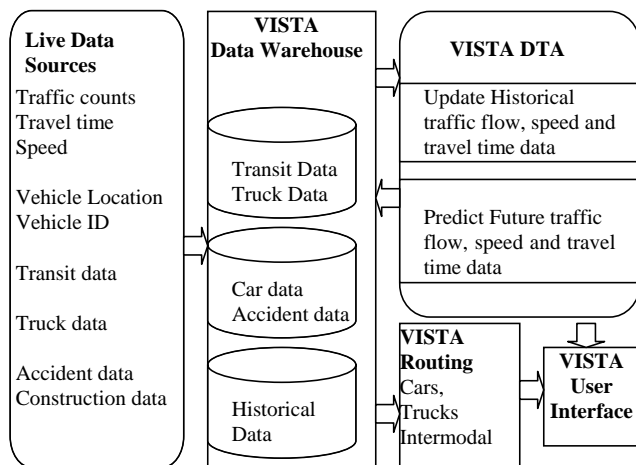 Live Data
Sources
Traffic counts
Travel time
Speed
Vehicle Location
Vehicle ID
Transit data
Truck data
Accident data
Construction data
VISTA
Data Warehouse
Transit Data
Truck Data
Car data
Accident data
Historical
Data
VISTA DTA
Update Historical
traffic flow, speed and
travel time data
Predict Future traffic
flow, speed and travel
time data
VISTA
Routing
Cars,
Trucks
Intermodal
VISTA
User
Interface